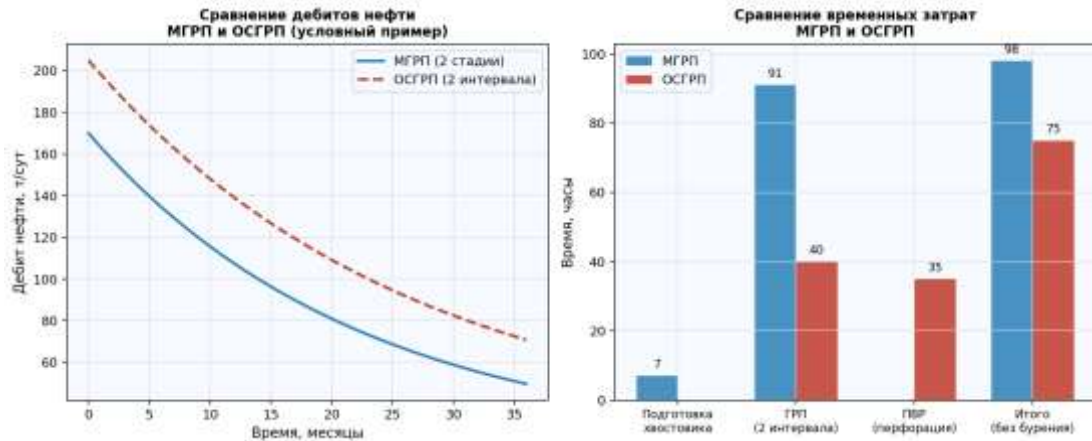 Сравнение дебитов нефти
МГРП и ОСГРП (условный пример)
МГРП (2 стадии)
ОСГРП (2 интервала)
Дебит нефти, т/сут
200
180
160
140
120
100
80
60
0 5 10 15 20 25 30 35
Время, месяцы
Сравнение временных затрат
МГРП и ОСГРП
МГРП
ОСГРП
Время, часы
100
80
60
40
20
0
7
91
40
35
98
75
Подготовка
хвостовика
ГРП
(2 интервала)
ПВР
(перфорация)
Итого
(без бурения)